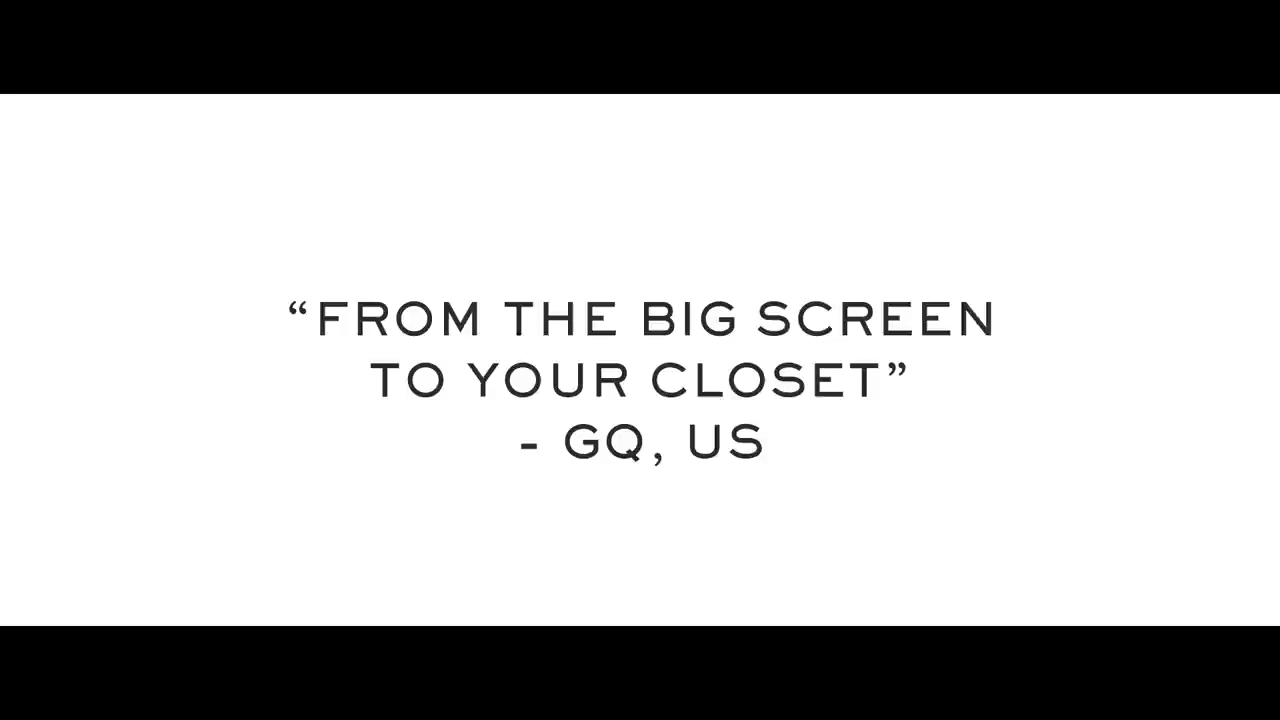 “FROM THE BIG SCREEN
TO YOUR CLOSET”
- GQ, US